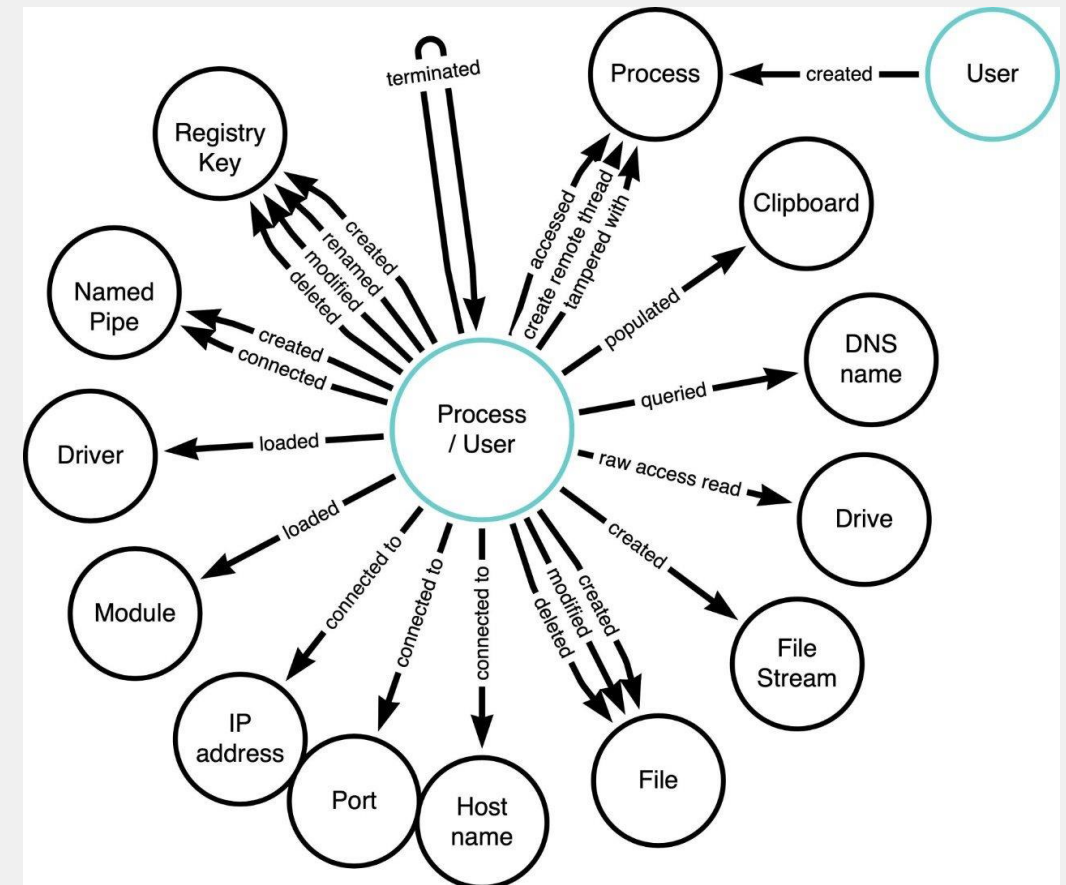 terminated
Process
created
User
Registry
Key
created
renamed
modified
deleted
accessed
create remote thread
tampered with
Clipboard
populated
Named
Pipe
created
connected
DNS
name
queried
Process
/ User
Driver
loaded
raw access read
Drive
loaded
Module
created
File
Stream
connected to
connected to
connected to
deleted
modified
created
IP
address
Port
Host
name
File